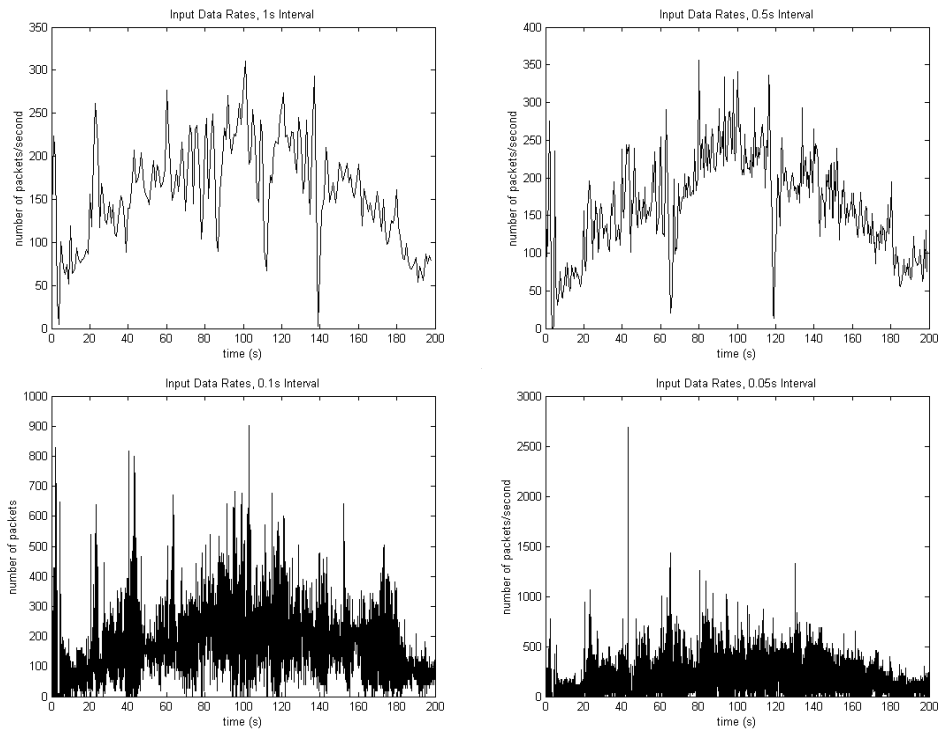 Input Data Rates, 1s Interval
number of packets/second
350
300
250
200
150
100
50
0
0 20 40 60 80 100 120 140 160 180 200
time (s)
Input Data Rates, 0.5s Interval
number of packets/second
400
350
300
250
200
150
100
50
0
0 20 40 60 80 100 120 140 160 180 200
time (s)
Input Data Rates, 0.1s Interval
number of packets
1000
900
800
700
600
500
400
300
200
100
0
0 20 40 60 80 100 120 140 160 180 200
time (s)
Input Data Rates, 0.05s Interval
number of packets/second
3000
2500
2000
1500
1000
500
0
0 20 40 60 80 100 120 140 160 180 200
time (s)